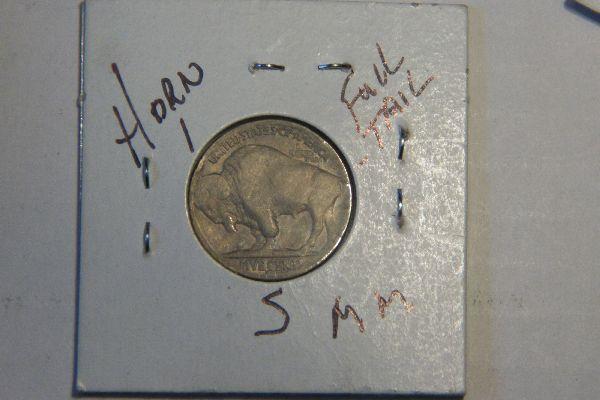 HORN
1
FULL
TAIL
UNITED STATES OF AMERICA
FIVE CENTS
S MM